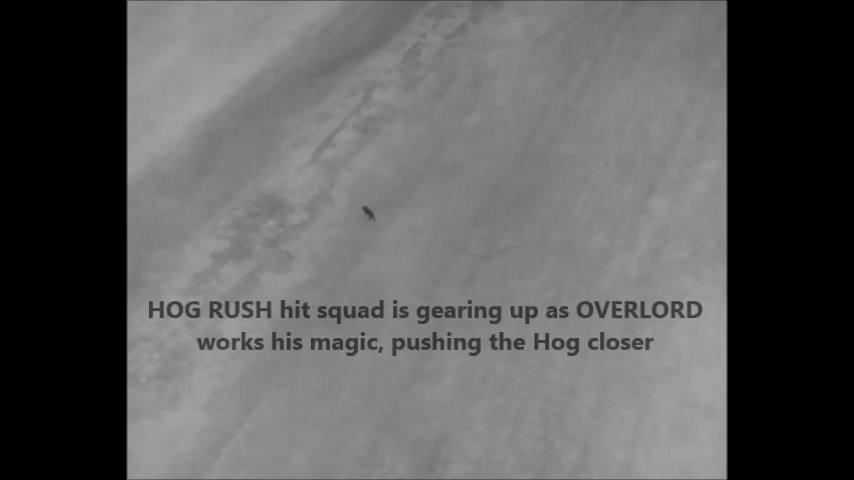 HOG RUSH hit squad is gearing up as OVERLORD
works his magic, pushing the Hog closer